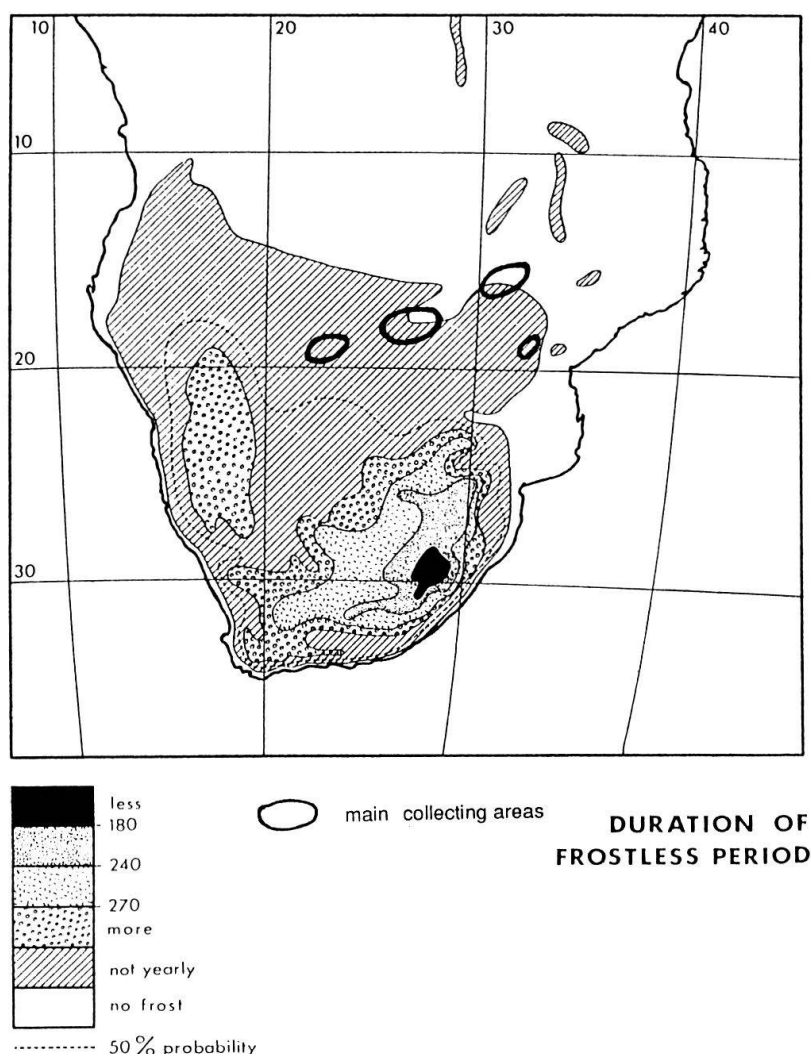 10 20 30 40
10
20
30
less
180
240
270
more
not yearly
no frost
50% probability
main collecting areas
DURATION OF
FROSTLESS PERIOD